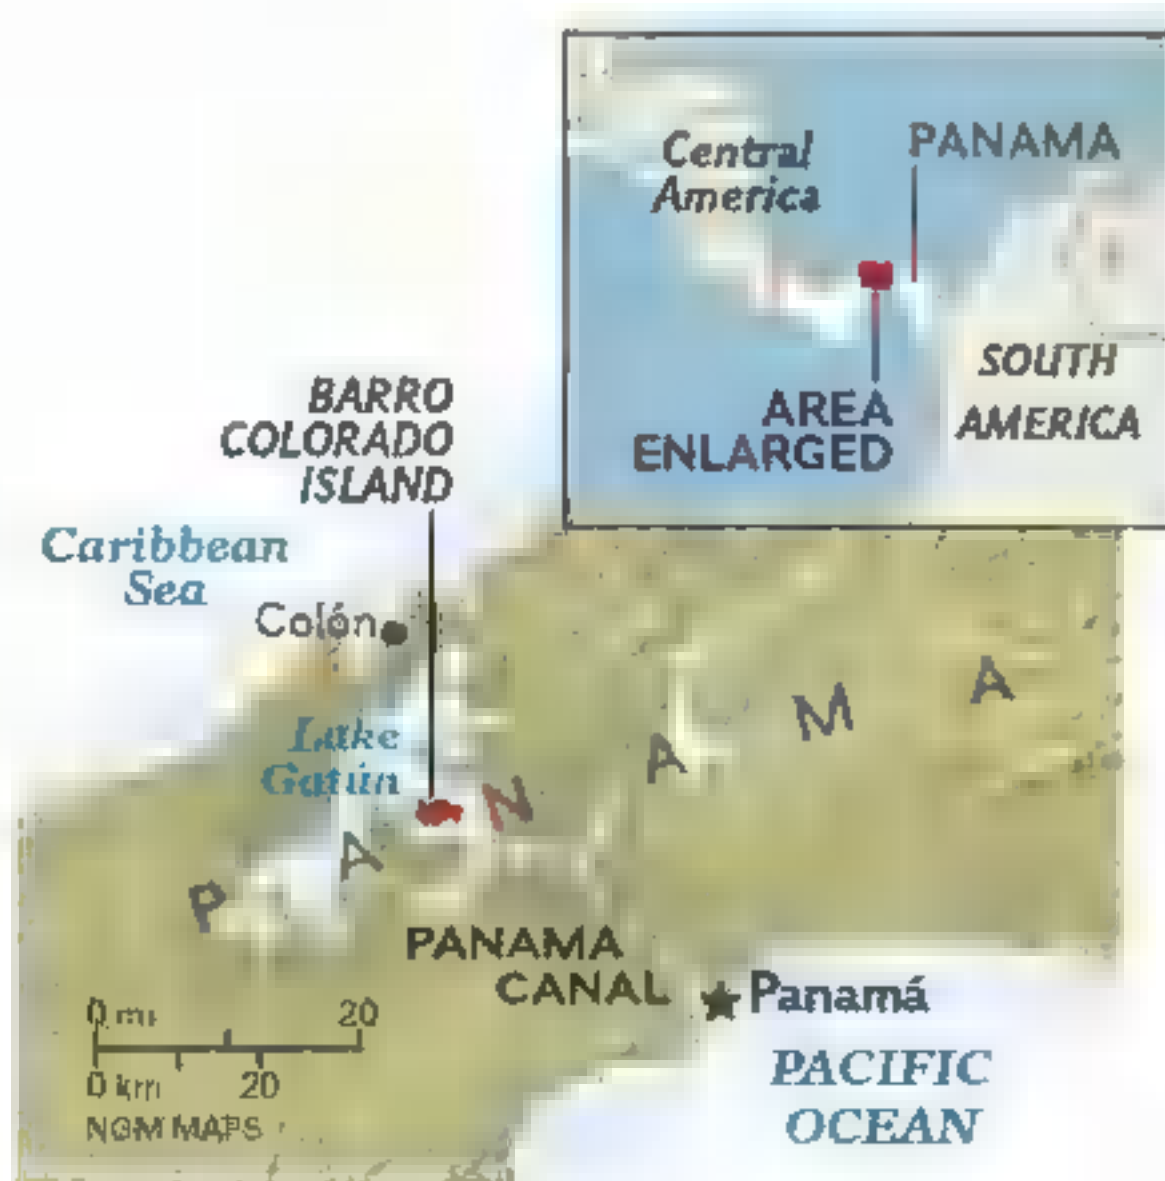 Central
America
PANAMA
AREA
ENLARGED
SOUTH
AMERICA
BARRO
COLORADO
ISLAND
Caribbean
Sea
Colón
Lake
Gatún
PANAMA
PANAMA
CANAL
Panamá
PACIFIC
OCEAN
0 mi 20
0 km 20
NGM MAPS